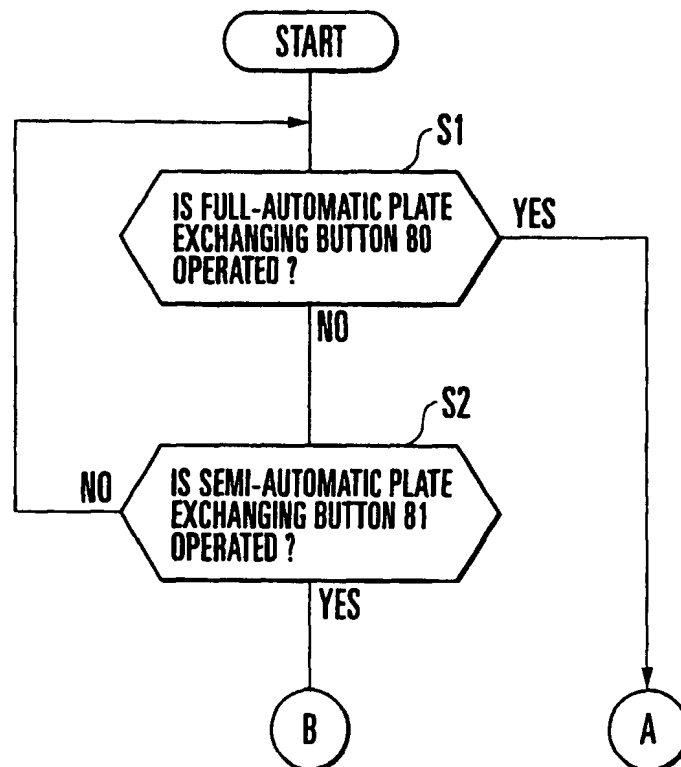 START
S1
IS FULL-AUTOMATIC PLATE
EXCHANGING BUTTON 80
OPERATED ?
YES
NO
S2
IS SEMI-AUTOMATIC PLATE
EXCHANGING BUTTON 81
OPERATED ?
NO
YES
B
A